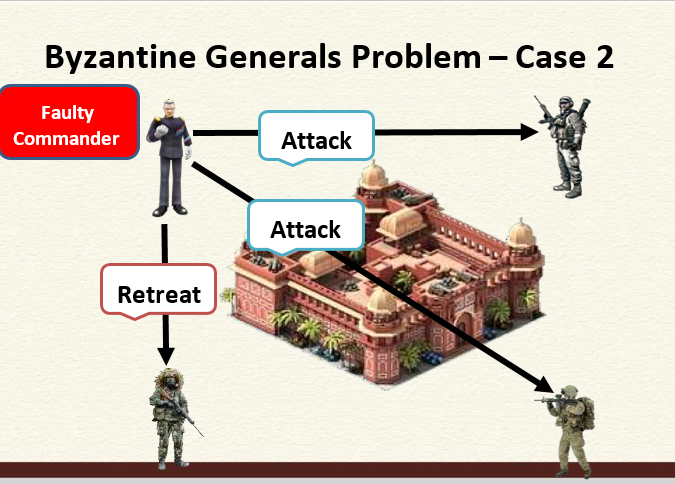 Byzantine Generals Problem – Case 2
Faulty
Commander
Attack
Attack
Retreat